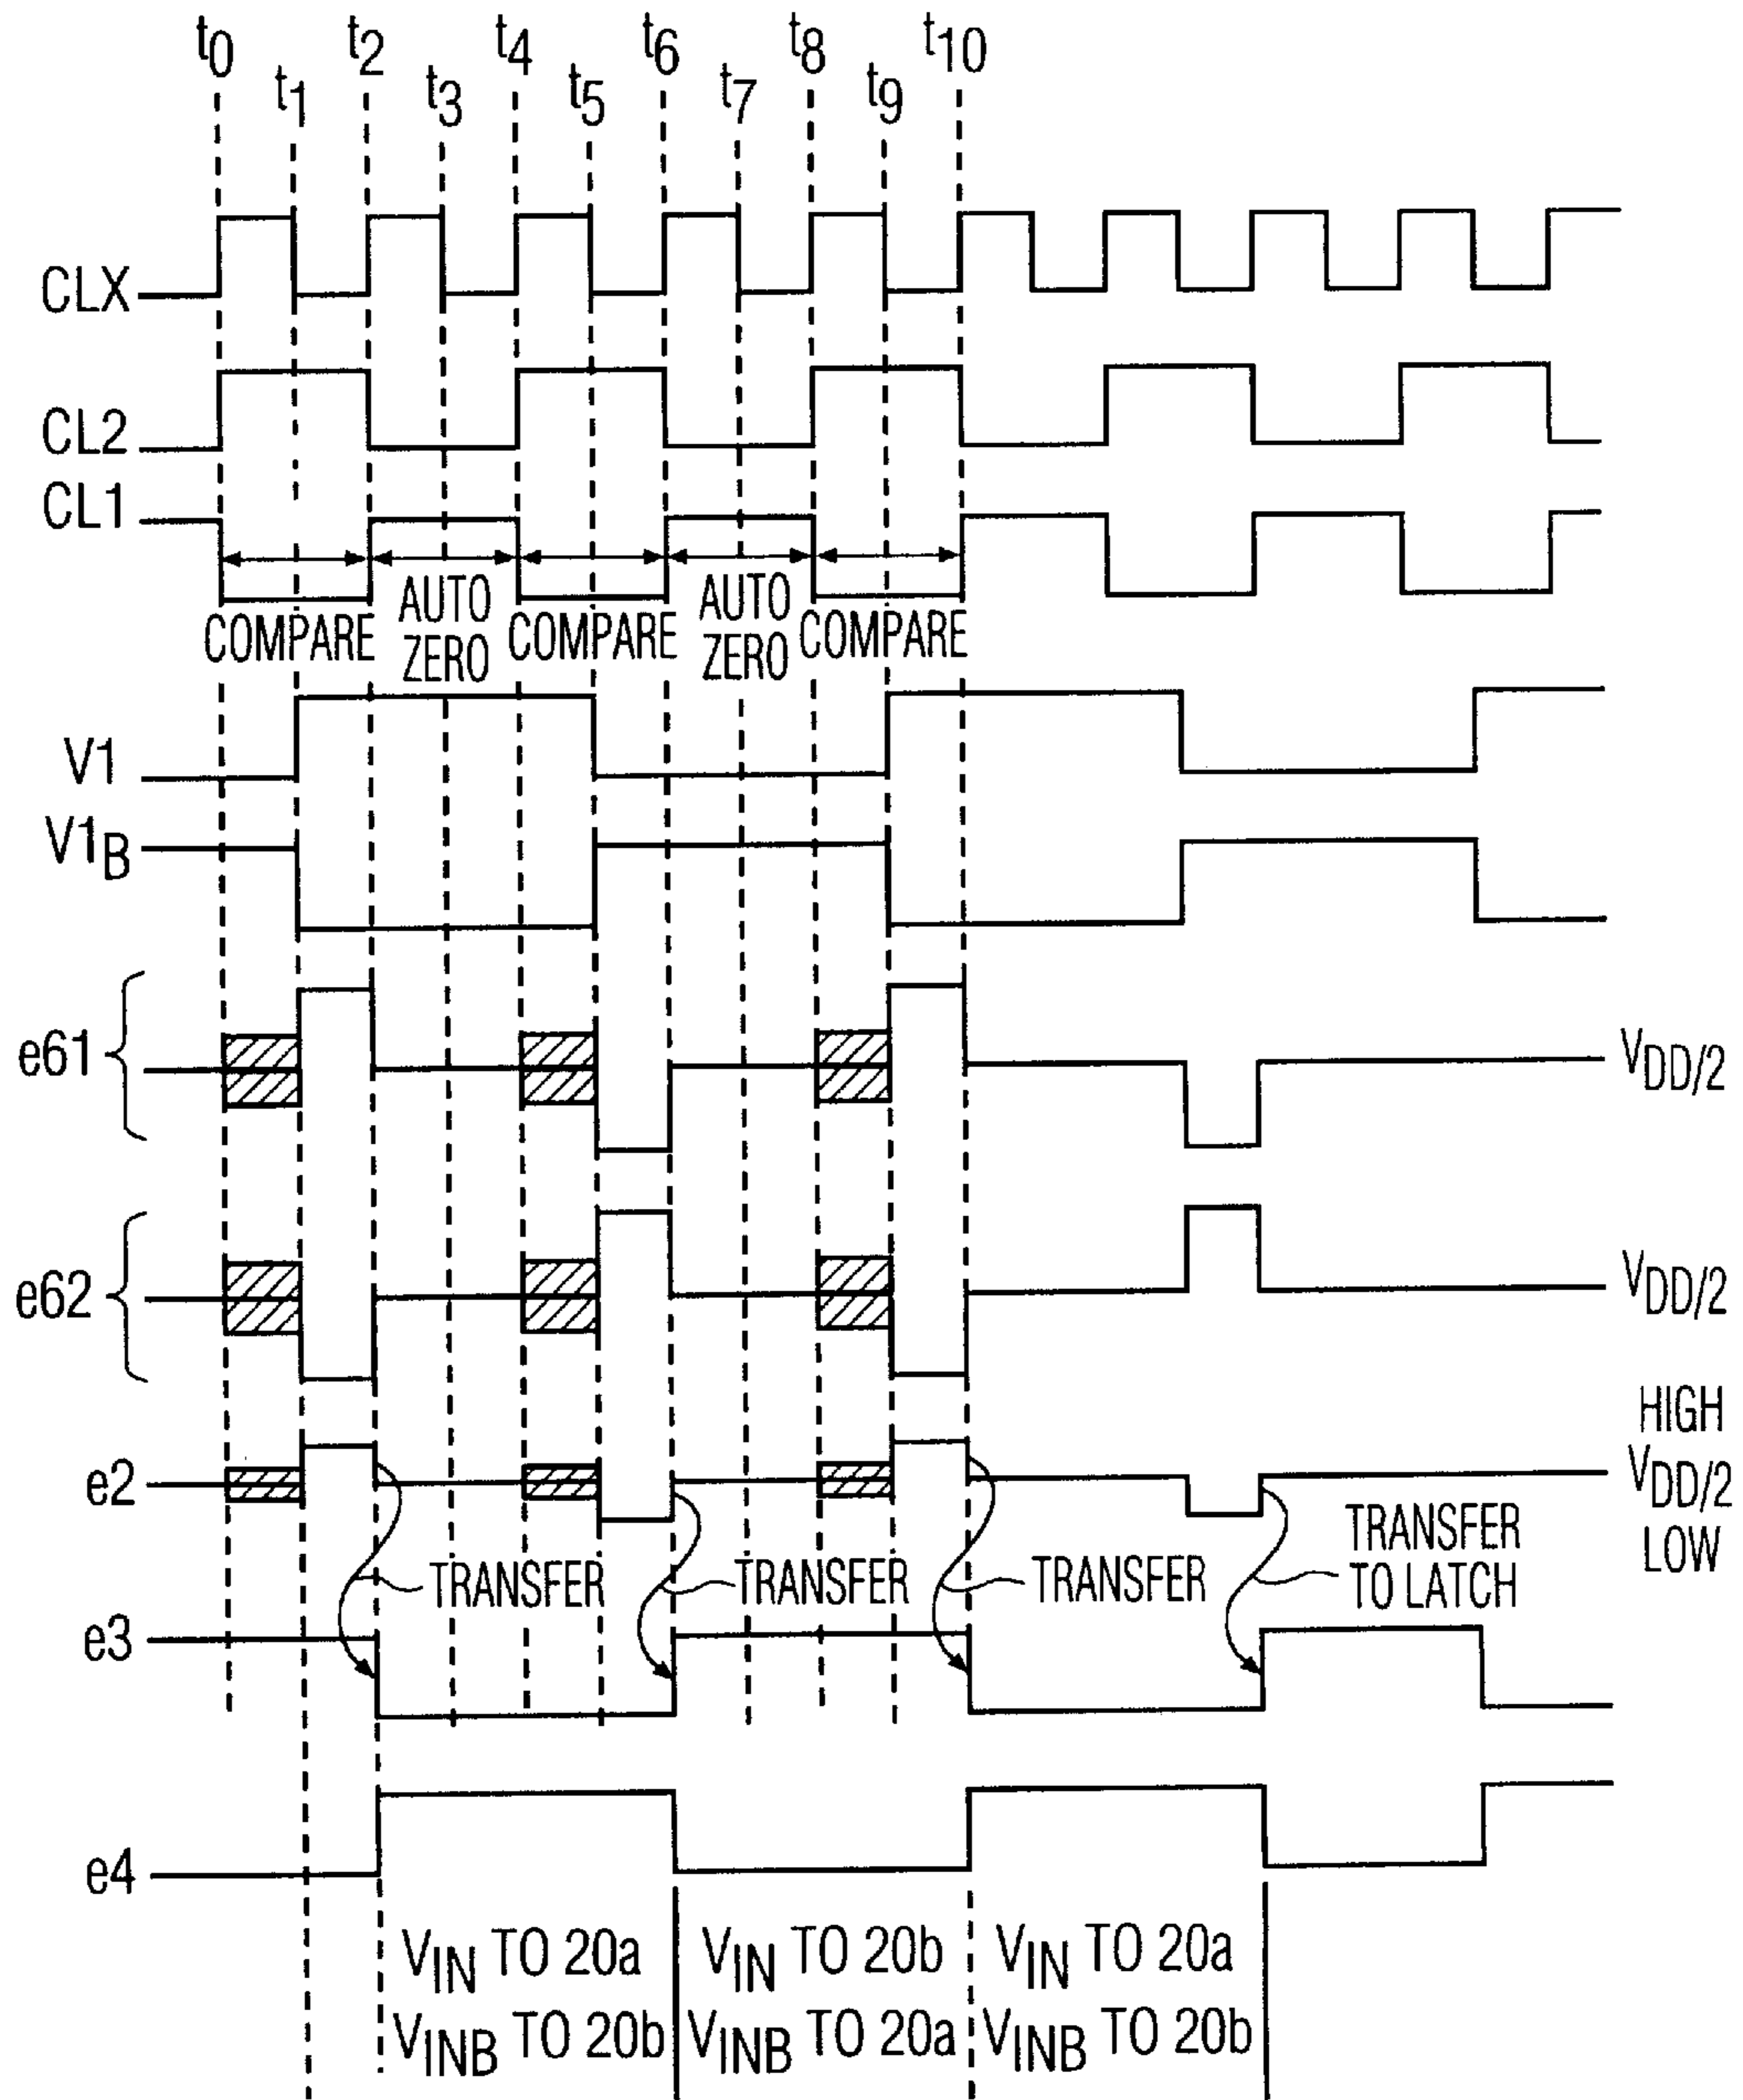 t0 t2 t4 t6 t8 t10
t1 t3 t5 t7 t9
CLX
CL2
CL1
COMPARE AUTO ZERO COMPARE AUTO ZERO COMPARE
V1
V1B
e61 VDD/2
e62 VDD/2
HIGH
e2 VDD/2
LOW
TRANSFER TRANSFER TRANSFER TRANSFER TO LATCH
e3
e4
VIN TO 20a VIN TO 20b VIN TO 20a
VINB TO 20b VINB TO 20a VINB TO 20b